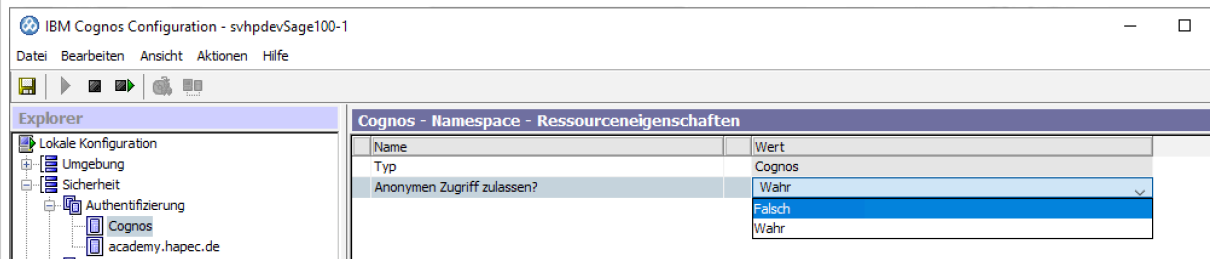 IBM Cognos Configuration - svhpdevSage100-1
Datei Bearbeiten Ansicht Aktionen Hilfe
Explorer
Lokale Konfiguration
Umgebung
Sicherheit
Authentifizierung
Cognos
academy.hapec.de
Cognos - Namespace - Ressourceneigenschaften
Name Wert
Typ Cognos
Anonymen Zugriff zulassen? Wahr
Falsch
Wahr